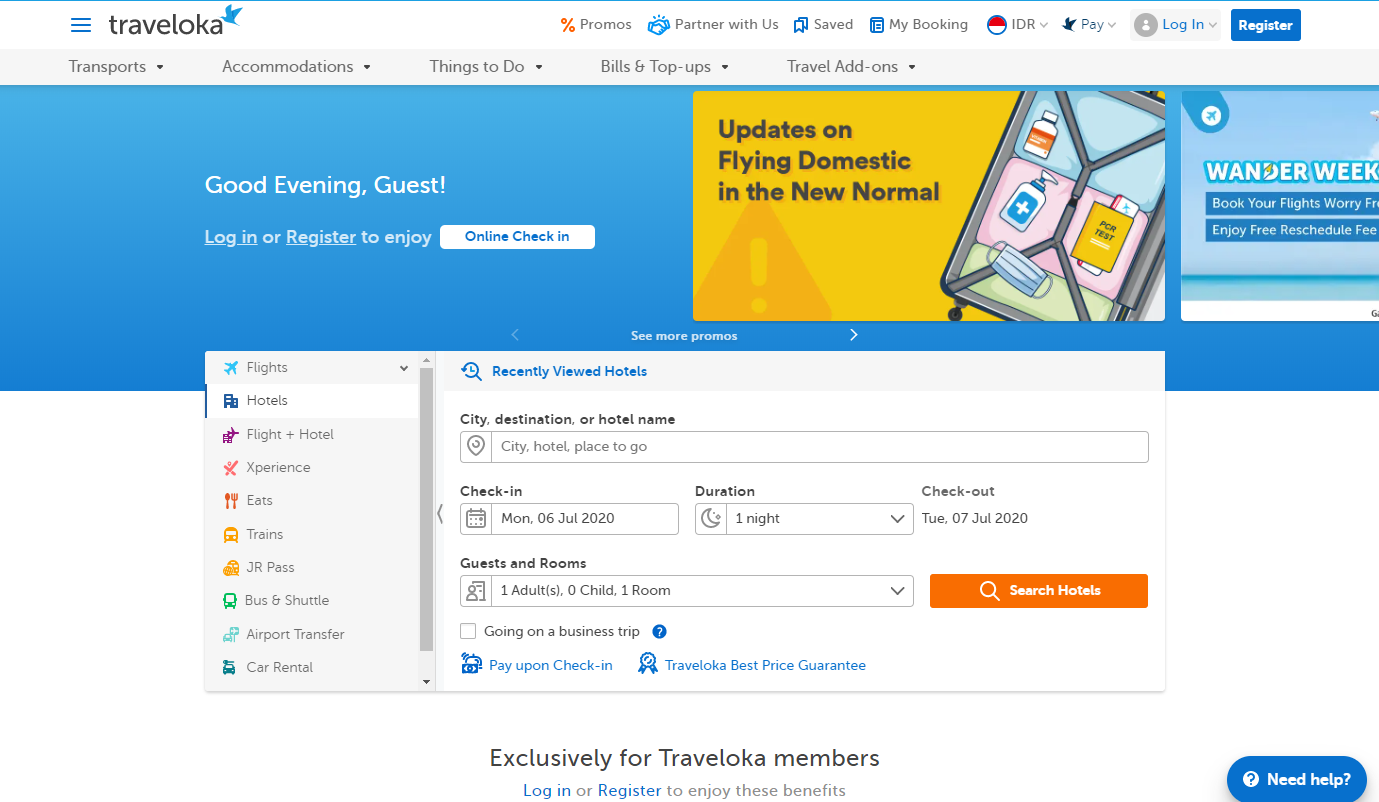 traveloka
Promos
Partner with Us
Saved
My Booking
IDR
Pay
Log In
Register
Transports
Accommodations
Things to Do
Bills & Top-ups
Travel Add-ons
Good Evening, Guest!
Log in or Register to enjoy
Online Check in
Updates on
Flying Domestic
in the New Normal
PCR
TEST
WANDER WEEK
Book Your Flights Worry Fr
Enjoy Free Reschedule Fee
Ga
See more promos
Flights
Hotels
Flight + Hotel
Xperience
Eats
Trains
JR Pass
Bus & Shuttle
Airport Transfer
Car Rental
Recently Viewed Hotels
City, destination, or hotel name
City, hotel, place to go
Check-in
Duration
Check-out
Mon, 06 Jul 2020
1 night
Tue, 07 Jul 2020
Guests and Rooms
1 Adult(s), 0 Child, 1 Room
Search Hotels
Going on a business trip
?
Pay upon Check-in
Traveloka Best Price Guarantee
Exclusively for Traveloka members
Log in or Register to enjoy these benefits
Need help?